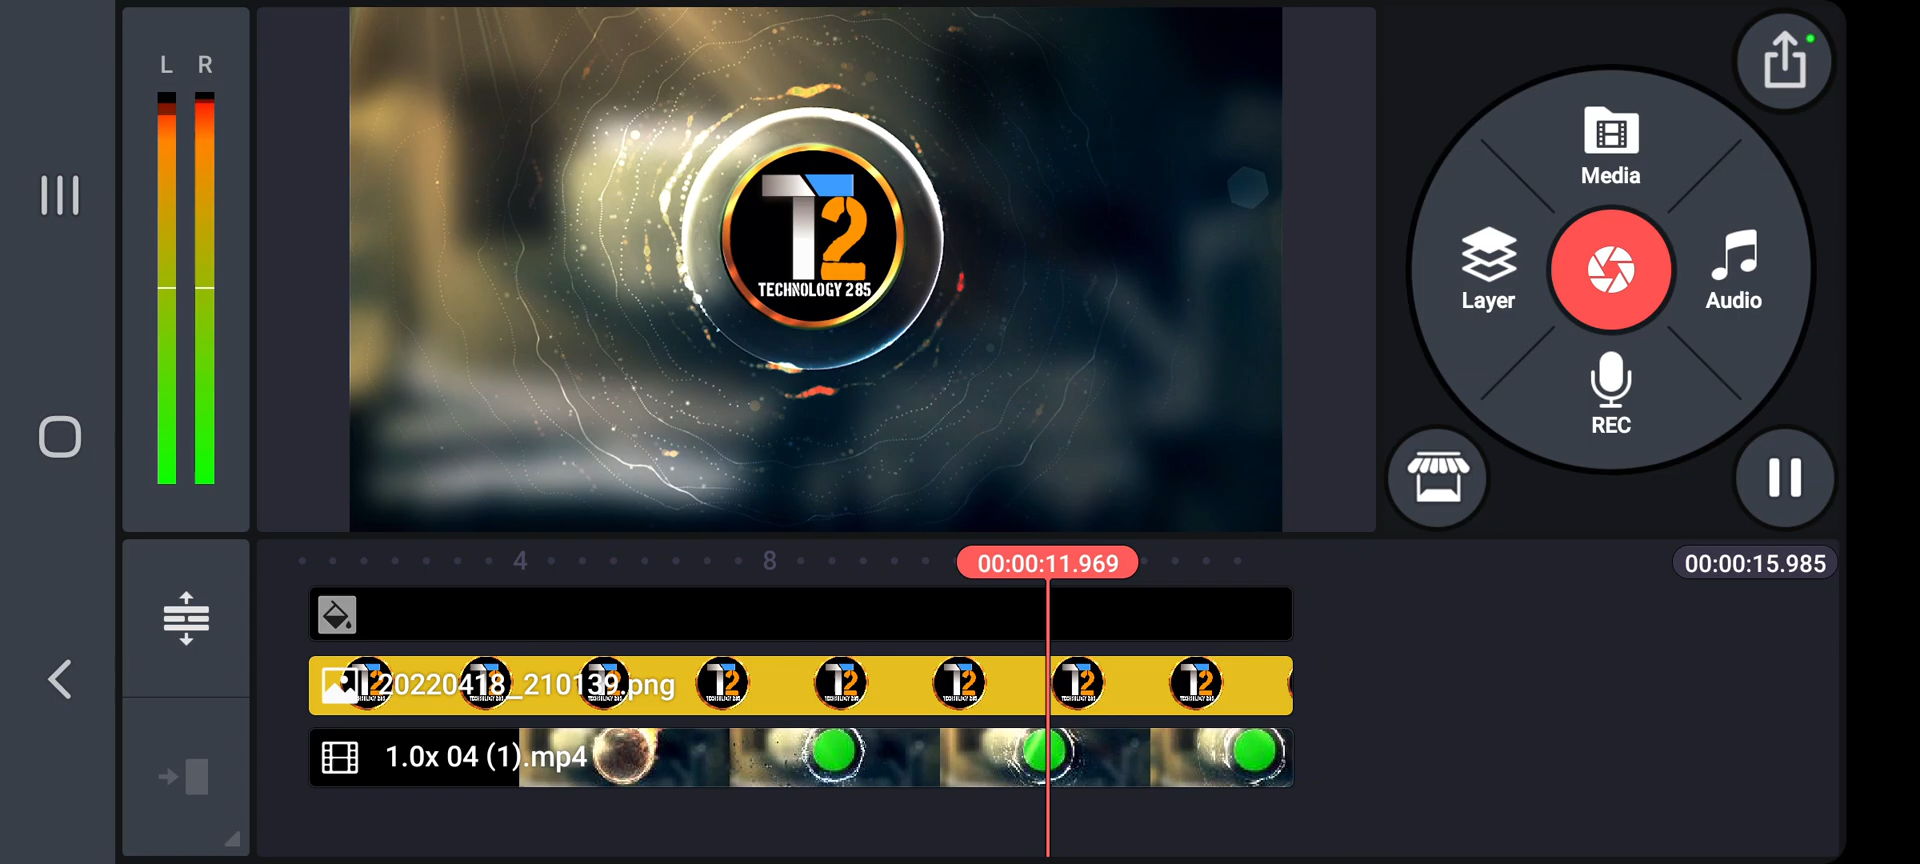 L R
Media
Layer
Audio
REC
T2
TECHNOLOGY 285
4 8
00:00:11.969
00:00:15.985
20220418_210139.png
1.0x 04 (1).mp4